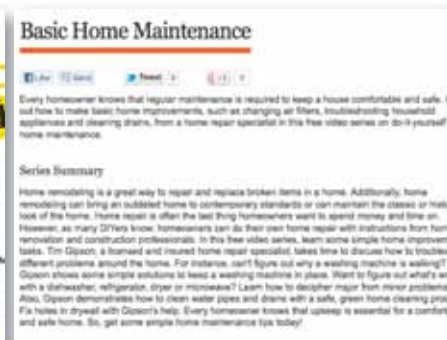 Basic Home Maintenance
Like Send Tweet +1
Every homeowner knows that regular maintenance is required to keep a house comfortable and safe.
out how to make basic home improvements, such as changing air filters, troubleshooting household
appliances and cleaning drains, from a home repair specialist in this free video series on do-it-yourself
home maintenance.
Series Summary
Home remodeling is a great way to repair and replace broken items in a home. Additionally, home
remodeling can bring an outdated home to contemporary standards or can maintain the classic or histo
look of the home. Home repair is often the last thing homeowners want to spend money and time on.
However, as many DIYers know, homeowners can do their own home repair with instructions from hom
renovation and construction professionals. In this free video series, learn some simple home improvem
tasks. Tim Gipson, a licensed and insured home repair specialist, takes time to discuss how to troubles
different problems around the home. For instance, can't figure out why a washing machine is walking?
Gipson shows some simple solutions to keep a washing machine in place. Want to figure out what's wr
with a dishwasher, refrigerator, dryer or microwave? Learn how to decipher major from minor problems
Also, Gipson demonstrates how to clean water pipes and drains with a safe, green home cleaning prod
Fix holes in drywall with Gipson's help. Every homeowner knows that upkeep is essential for a comforta
and safe home. So, get some simple home maintenance tips today!